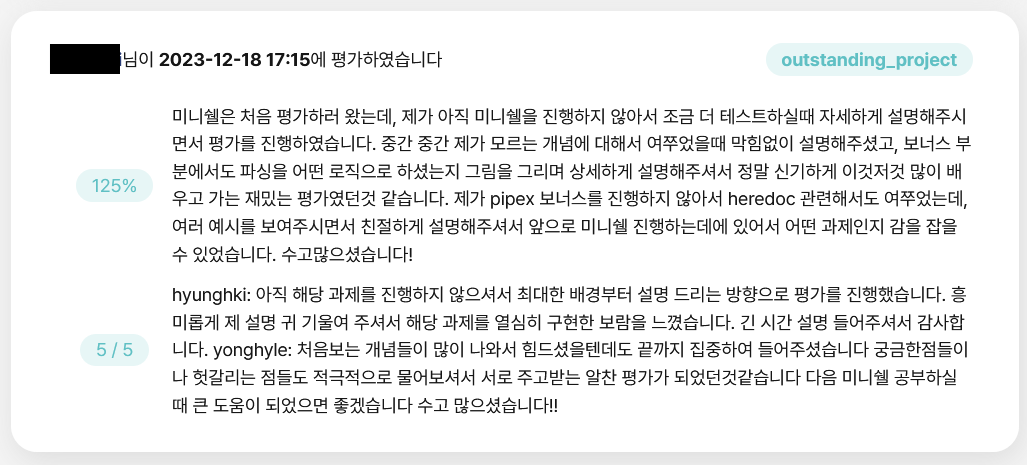 님이 2023-12-18 17:15에 평가하였습니다
outstanding_project
미니쉘은 처음 평가하러 왔는데, 제가 아직 미니쉘을 진행하지 않아서 조금 더 테스트하실때 자세하게 설명해주시
면서 평가를 진행하였습니다. 중간 중간 제가 모르는 개념에 대해서 여쭈었을때 막힘없이 설명해주셨고, 보너스 부
125%
분에서도 파싱을 어떤 로직으로 하셨는지 그림을 그리며 상세하게 설명해주셔서 정말 신기하게 이것저것 많이 배
우고 가는 재밌는 평가였던것 같습니다. 제가 pipex 보너스를 진행하지 않아서 heredoc 관련해서도 여쭈었는데,
여러 예시를 보여주시면서 친절하게 설명해주셔서 앞으로 미니쉘 진행하는데에 있어서 어떤 과제인지 감을 잡을
수 있었습니다. 수고많으셨습니다!
hyunghki: 아직 해당 과제를 진행하지 않으셔서 최대한 배경부터 설명 드리는 방향으로 평가를 진행했습니다. 흥
미롭게 제 설명 귀 기울여 주셔서 해당 과제를 열심히 구현한 보람을 느꼈습니다. 긴 시간 설명 들어주셔서 감사합
5 / 5
니다. yonghyle: 처음보는 개념들이 많이 나와서 힘드셨을텐데도 끝까지 집중하여 들어주셨습니다 궁금한점들이
나 헛갈리는 점들도 적극적으로 물어보셔서 서로 주고받는 알찬 평가가 되었던것같습니다 다음 미니쉘 공부하실
때 큰 도움이 되었으면 좋겠습니다 수고 많으셨습니다!!